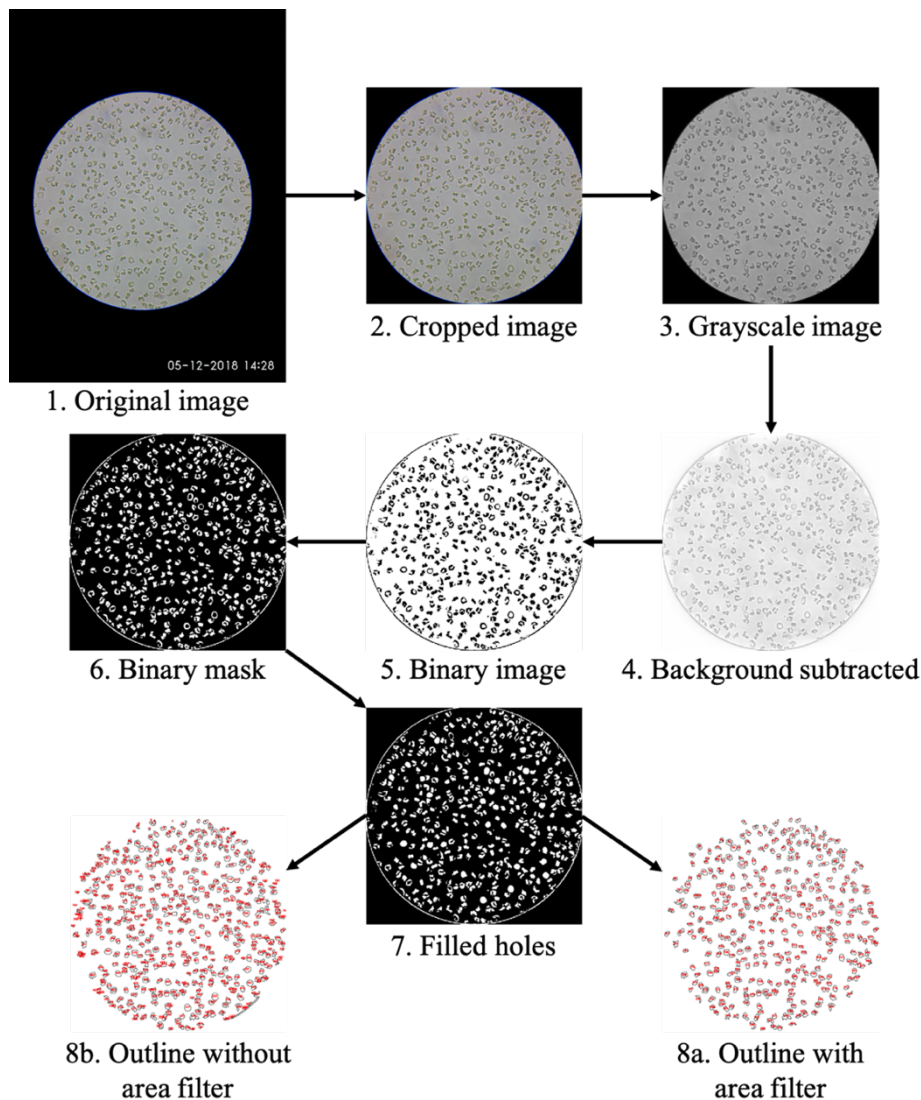 05-12-2018 14:28
1. Original image
2. Cropped image
3. Grayscale image
6. Binary mask
5. Binary image
4. Background subtracted
7. Filled holes
8b. Outline without
area filter
8a. Outline with
area filter